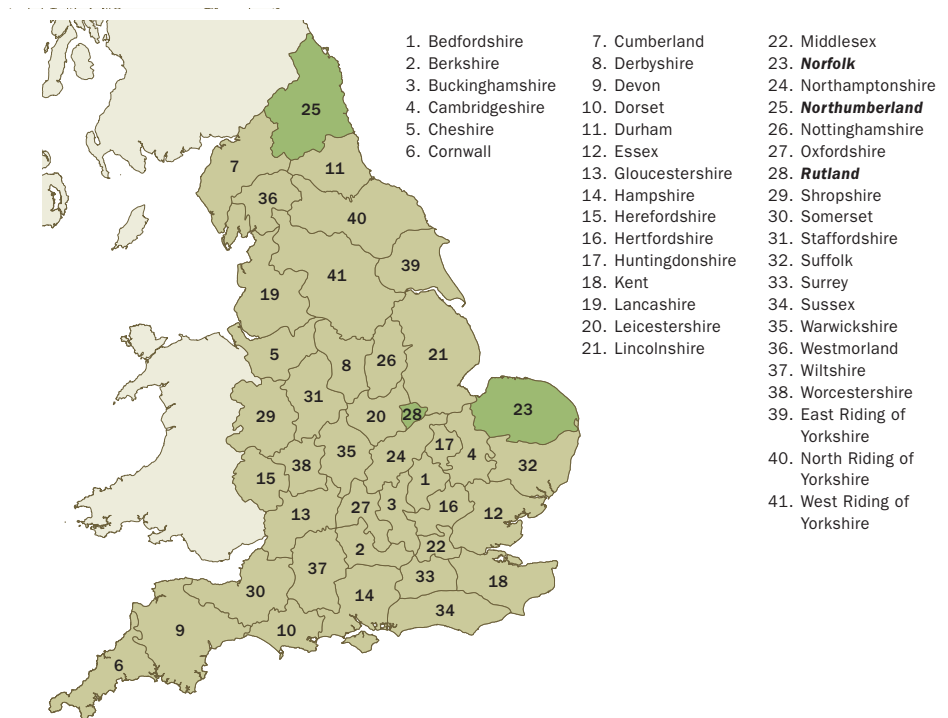 1. Bedfordshire
2. Berkshire
3. Buckinghamshire
4. Cambridgeshire
5. Cheshire
6. Cornwall
7. Cumberland
8. Derbyshire
9. Devon
10. Dorset
11. Durham
12. Essex
13. Gloucestershire
14. Hampshire
15. Herefordshire
16. Hertfordshire
17. Huntingdonshire
18. Kent
19. Lancashire
20. Leicestershire
21. Lincolnshire
22. Middlesex
23. Norfolk
24. Northamptonshire
25. Northumberland
26. Nottinghamshire
27. Oxfordshire
28. Rutland
29. Shropshire
30. Somerset
31. Staffordshire
32. Suffolk
33. Surrey
34. Sussex
35. Warwickshire
36. Westmorland
37. Wiltshire
38. Worcestershire
39. East Riding of
Yorkshire
40. North Riding of
Yorkshire
41. West Riding of
Yorkshire
25
7
11
36
40
39
41
19
5
8
26
21
31
29
20
28
23
35
24
17
4
38
15
32
1
13
27
3
16
12
2
22
37
33
18
30
14
34
9
10
6